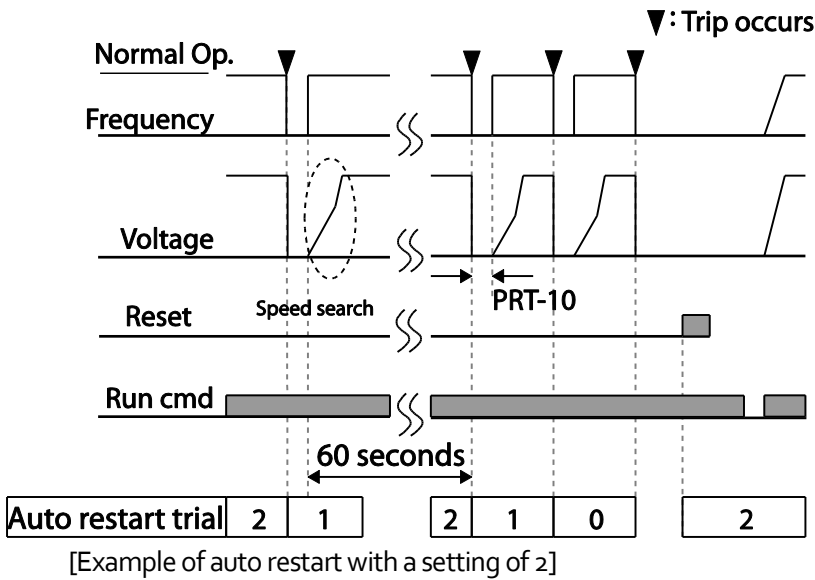 ▼: Trip occurs
Normal Op.
Frequency
Voltage
PRT-10
Speed search
Reset
Run cmd
60 seconds
Auto restart trial 2 1 2 1 0 2
[Example of auto restart with a setting of 2]